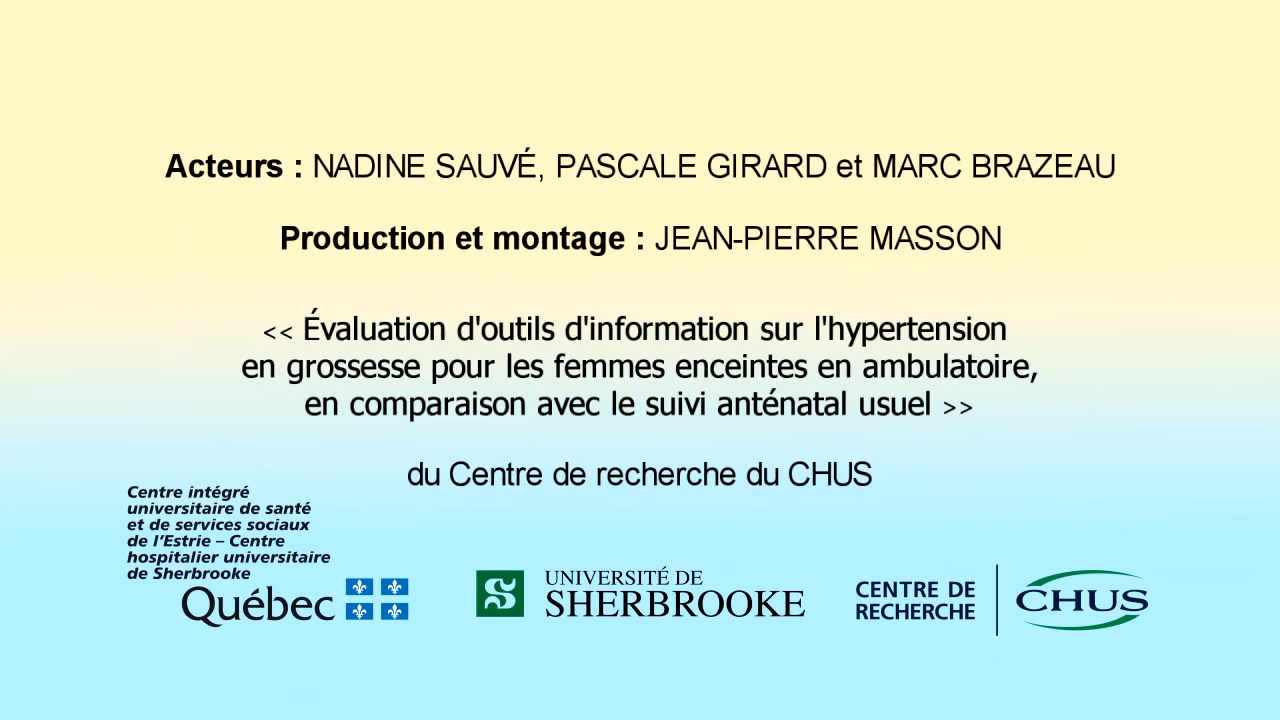 Acteurs : NADINE SAUVÉ, PASCALE GIRARD et MARC BRAZEAU
Production et montage : JEAN-PIERRE MASSON
<< Évaluation d'outils d'information sur l'hypertension
en grossesse pour les femmes enceintes en ambulatoire,
en comparaison avec le suivi anténatal usuel >>
du Centre de recherche du CHUS
Centre intégré
universitaire de santé
et de services sociaux
de l'Estrie – Centre
hospitalier universitaire
de Sherbrooke
Québec
UNIVERSITÉ DE
SHERBROOKE
CENTRE DE
RECHERCHE
CHUS